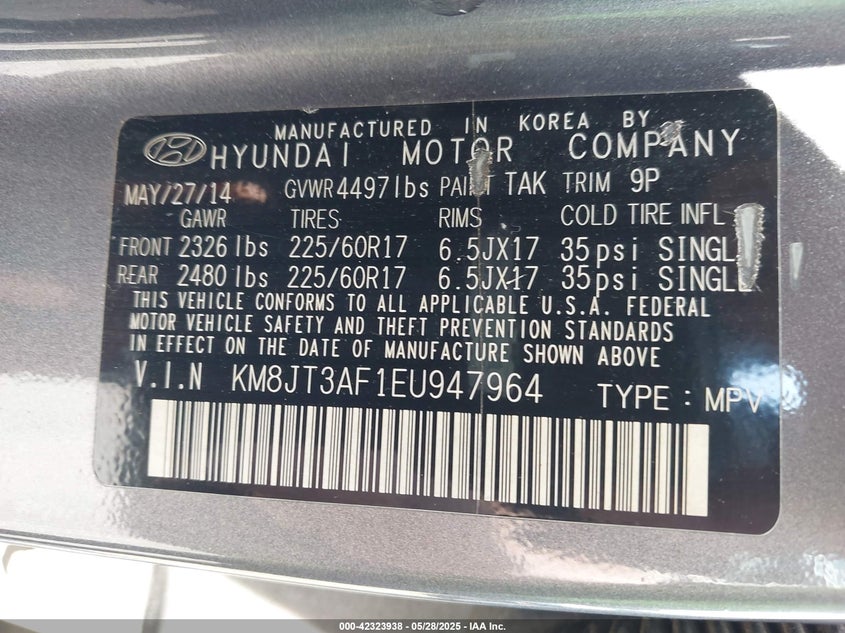 MANUFACTURED IN KOREA BY
HYUNDAI MOTOR COMPANY
MAY/27/14 GVWR 4497lbs PAINT TAK TRIM 9P
GAWR TIRES RIMS COLD TIRE INFL
FRONT 2326 lbs 225/60R17 6.5JX17 35psi SINGL
REAR 2480 lbs 225/60R17 6.5JX17 35psi SINGLE
THIS VEHICLE CONFORMS TO ALL APPLICABLE U.S.A. FEDERAL
MOTOR VEHICLE SAFETY AND THEFT PREVENTION STANDARDS
IN EFFECT ON THE DATE OF MANUFACTURE SHOWN ABOVE
V.I.N KM8JT3AF1EU947964 TYPE : MPV
000-42323938 - 05/28/2025 - IAA Inc.